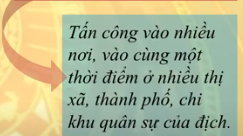 Tấn công vào nhiều
nơi, vào cùng một
thời điểm ở nhiều thị
xã, thành phố, chi
khu quân sự của địch.